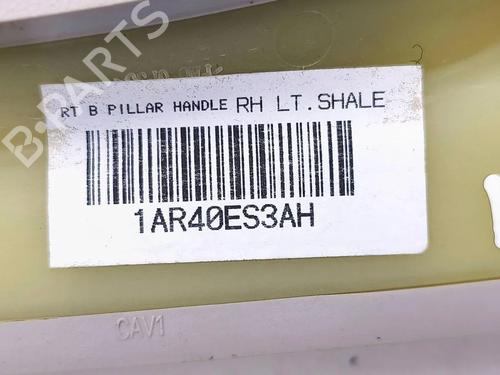 B-PARTS
RT B PILLAR HANDLE RH LT. SHALE
1AR40ES3AH
CAV1